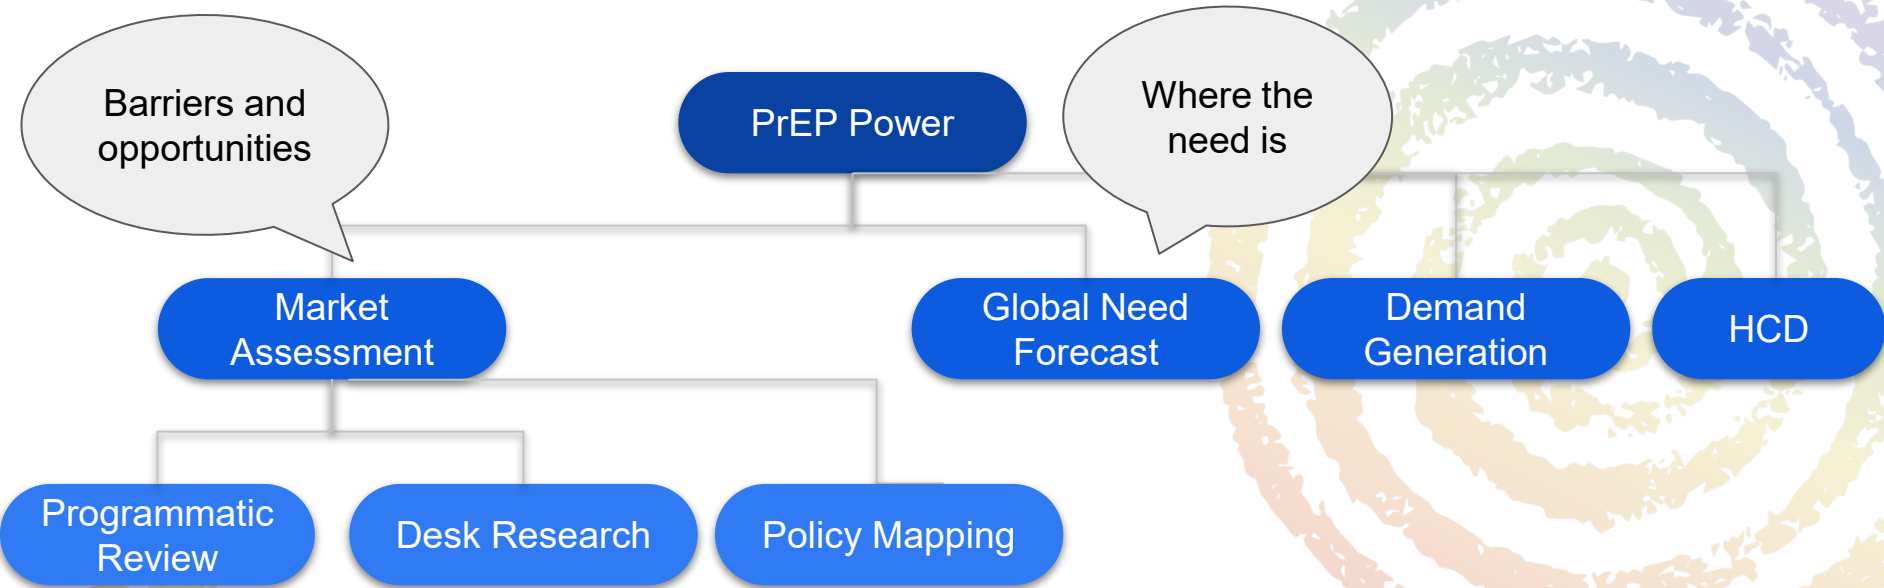 Barriers and
opportunities
PrEP Power
Where the
need is
Market
Assessment
Global Need
Forecast
Demand
Generation
HCD
Programmatic
Review
Desk Research
Policy Mapping